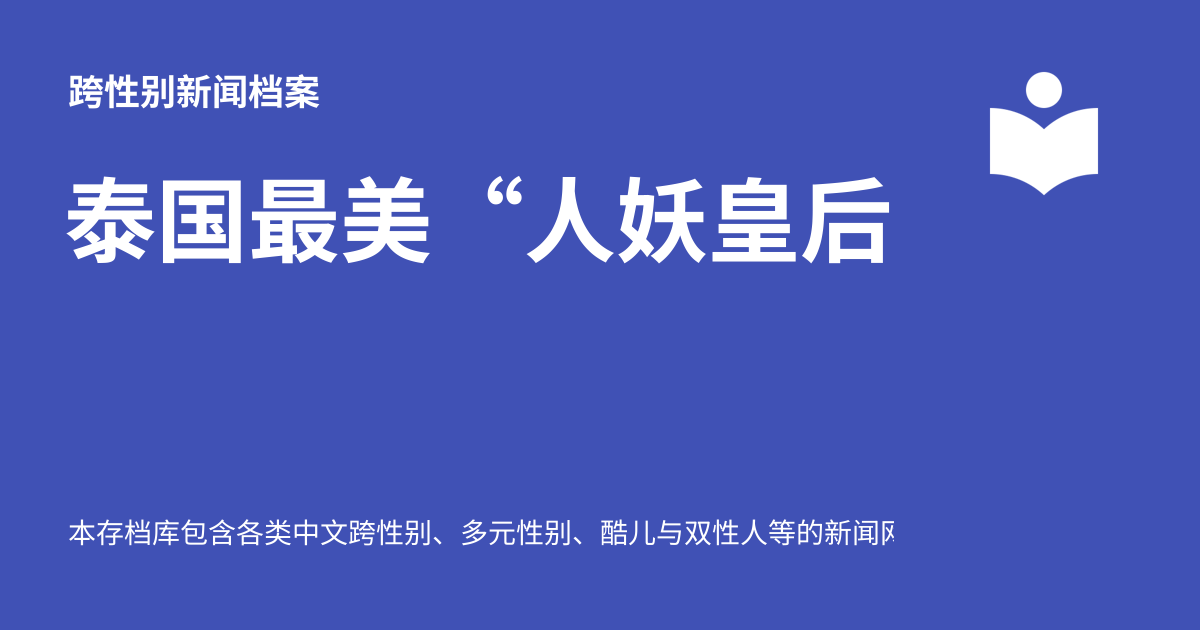 跨性别新闻档案
泰国最美“人妖皇后
本存档库包含各类中文跨性别、多元性别、酷儿与双性人等的新闻